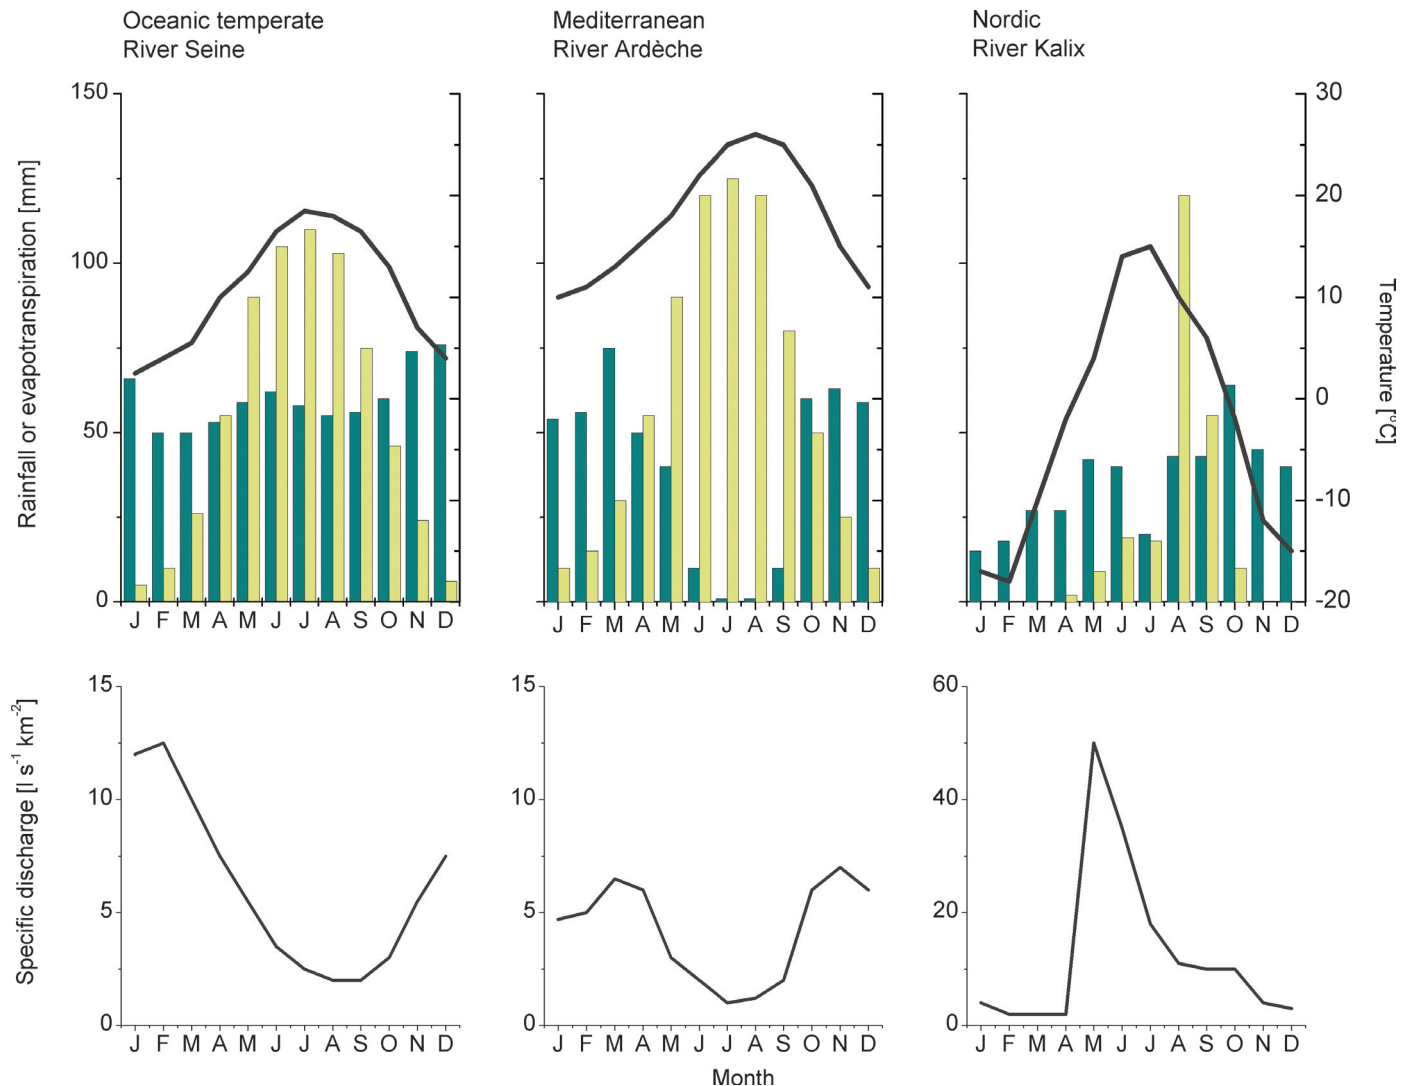 Oceanic temperate
River Seine
Mediterranean
River Ardèche
Nordic
River Kalix
Rainfall or evapotranspiration [mm]
150
100
50
0
J F M A M J J A S O N D
J F M A M J J A S O N D
J F M A M J J A S O N D
30
20
10
0
-10
-20
Temperature [°C]
Specific discharge [l s⁻¹ km⁻²]
15
10
5
0
J F M A M J J A S O N D
15
10
5
0
J F M A M J J A S O N D
60
40
20
0
J F M A M J J A S O N D
Month